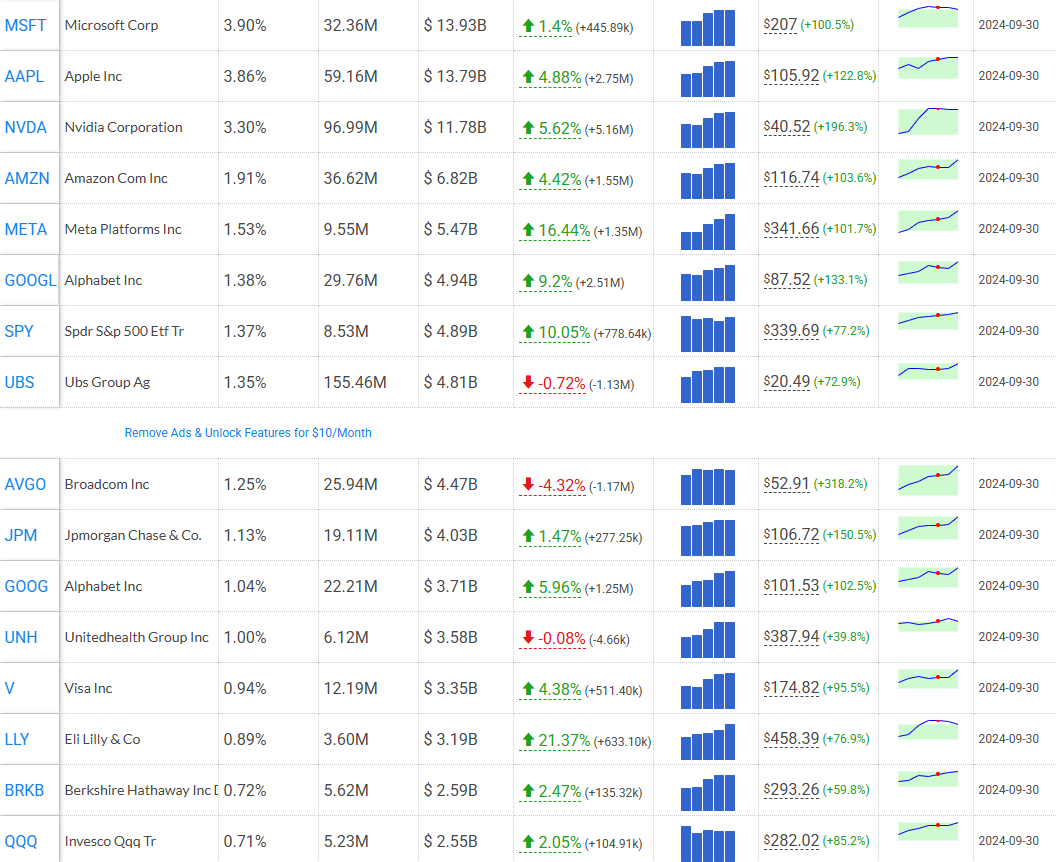 MSFT Microsoft Corp 3.90% 32.36M $ 13.93B 1.4% (+445.89k) $207 (+100.5%) 2024-09-30
AAPL Apple Inc 3.86% 59.16M $ 13.79B 4.88% (+2.75M) $105.92 (+122.8%) 2024-09-30
NVDA Nvidia Corporation 3.30% 96.99M $ 11.78B 5.62% (+5.16M) $40.52 (+196.3%) 2024-09-30
AMZN Amazon Com Inc 1.91% 36.62M $ 6.82B 4.42% (+1.55M) $116.74 (+103.6%) 2024-09-30
META Meta Platforms Inc 1.53% 9.55M $ 5.47B 16.44% (+1.35M) $341.66 (+101.7%) 2024-09-30
GOOGL Alphabet Inc 1.38% 29.76M $ 4.94B 9.2% (+2.51M) $87.52 (+133.1%) 2024-09-30
SPY Spdr S&p 500 Etf Tr 1.37% 8.53M $ 4.89B 10.05% (+778.64k) $339.69 (+77.2%) 2024-09-30
UBS Ubs Group Ag 1.35% 155.46M $ 4.81B -0.72% (-1.13M) $20.49 (+72.9%) 2024-09-30
Remove Ads & Unlock Features for $10/Month
AVGO Broadcom Inc 1.25% 25.94M $ 4.47B -4.32% (-1.17M) $52.91 (+318.2%) 2024-09-30
JPM Jpmorgan Chase & Co. 1.13% 19.11M $ 4.03B 1.47% (+277.25k) $106.72 (+150.5%) 2024-09-30
GOOG Alphabet Inc 1.04% 22.21M $ 3.71B 5.96% (+1.25M) $101.53 (+102.5%) 2024-09-30
UNH Unitedhealth Group Inc 1.00% 6.12M $ 3.58B -0.08% (-4.66k) $387.94 (+39.8%) 2024-09-30
V Visa Inc 0.94% 12.19M $ 3.35B 4.38% (+511.40k) $174.82 (+95.5%) 2024-09-30
LLY Eli Lilly & Co 0.89% 3.60M $ 3.19B 21.37% (+633.10k) $458.39 (+76.9%) 2024-09-30
BRKB Berkshire Hathaway Inc 0.72% 5.62M $ 2.59B 2.47% (+135.32k) $293.26 (+59.8%) 2024-09-30
QQQ Invesco Qqq Tr 0.71% 5.23M $ 2.55B 2.05% (+104.91k) $282.02 (+85.2%) 2024-09-30